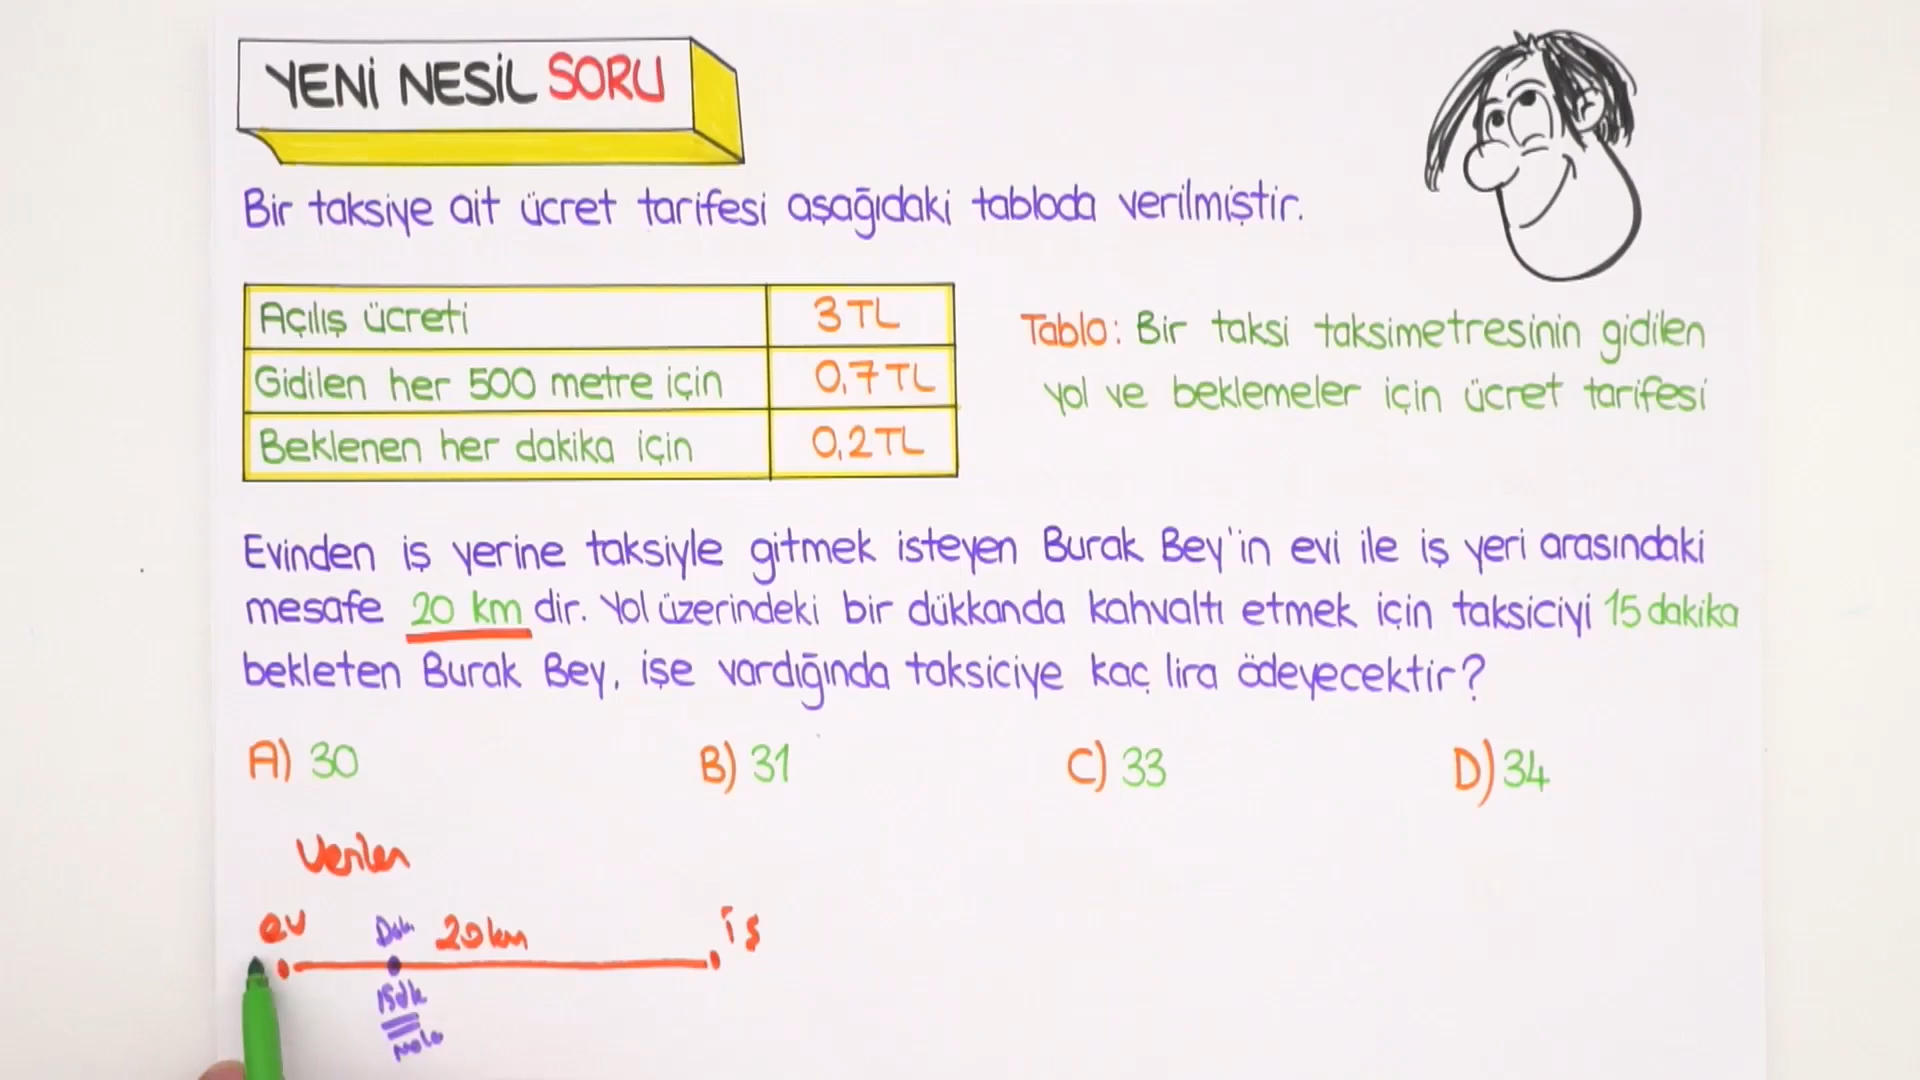 YENİ NESİL SORU
Bir taksiye ait ücret tarifesi aşağıdaki tabloda verilmiştir.
Açılış ücreti 3 TL
Gidilen her 500 metre için 0,7 TL
Beklenen her dakika için 0,2 TL
Tablo: Bir taksi taksimetresinin gidilen
yol ve beklemeler için ücret tarifesi
Evinden iş yerine taksiyle gitmek isteyen Burak Bey'in evi ile iş yeri arasındaki
mesafe 20 km dir. Yol üzerindeki bir dükkanda kahvaltı etmek için taksiciyi 15 dakika
bekleten Burak Bey, işe vardığında taksiciye kaç lira ödeyecektir?
A) 30 B) 31 C) 33 D) 34
Verilen
ev 20km iş
15dk